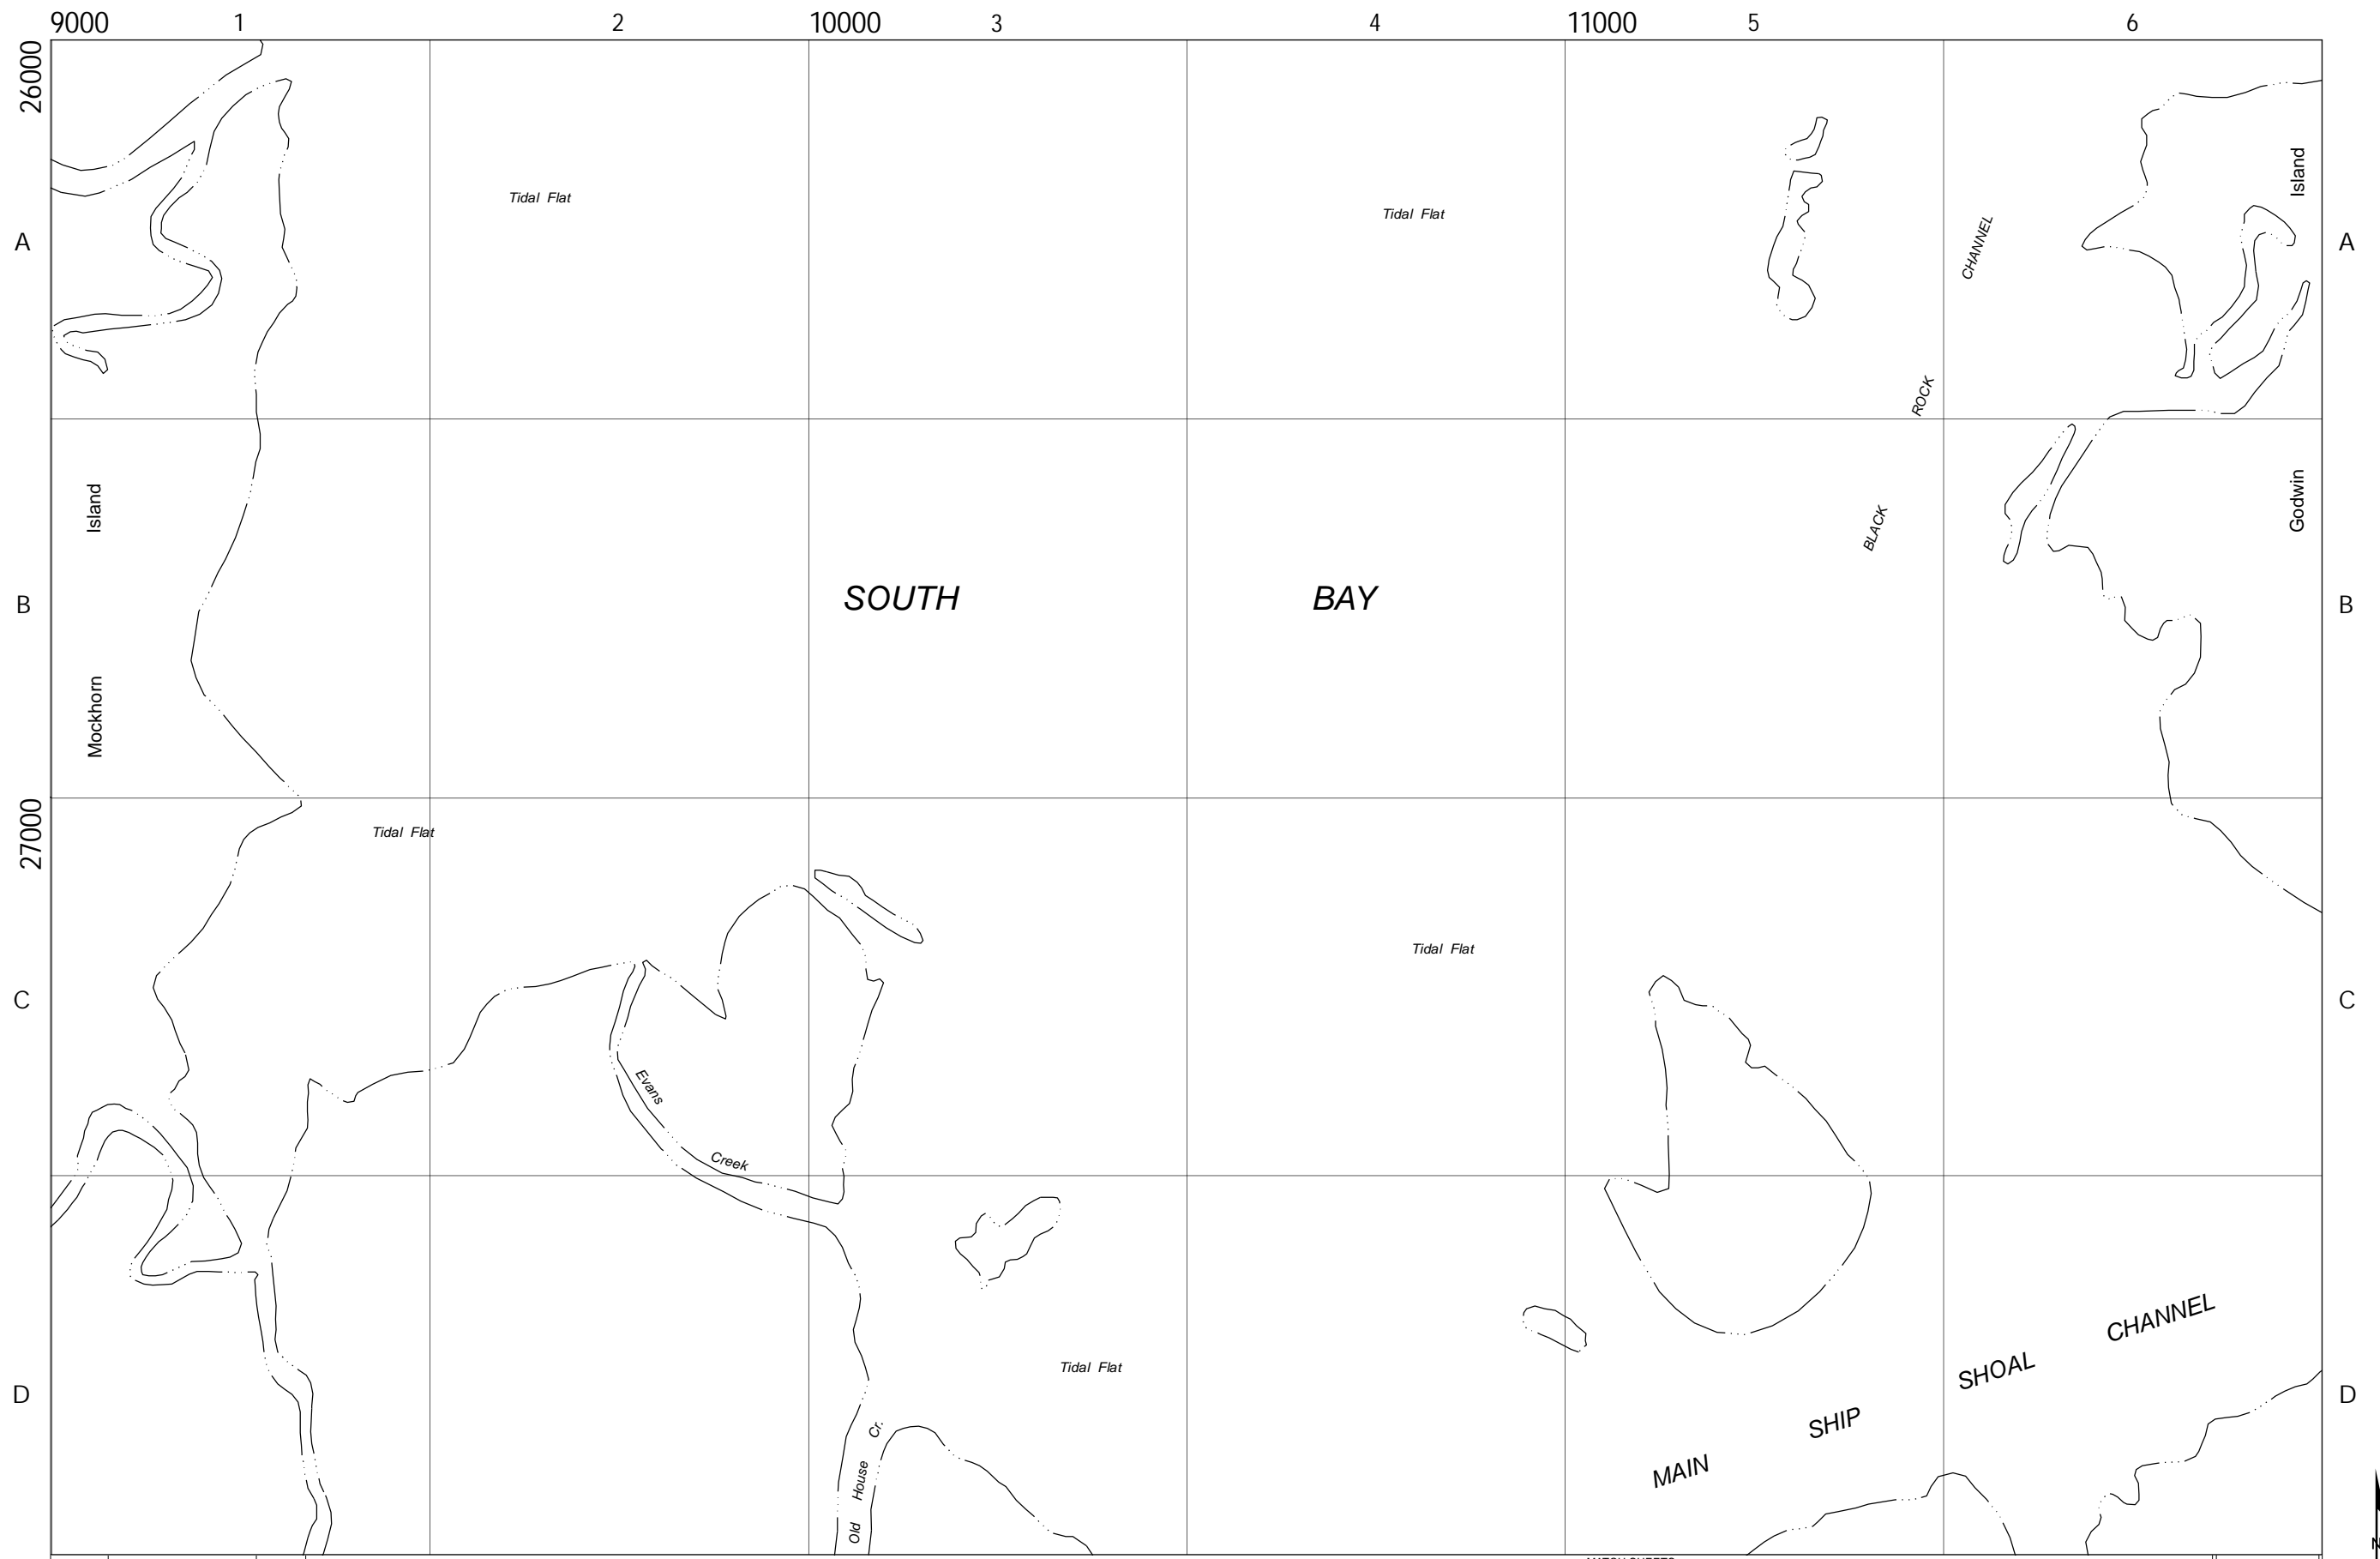 9000 1 2 10000 3 4 11000 5 6
26000
Tidal Flat
Tidal Flat
Island
A
CHANNEL
A
ROCK
Island
BLACK
Godwin
B
SOUTH BAY
B
Mockhorn
27000
Tidal Flat
Tidal Flat
C
C
Evans
Creek
CHANNEL
SHOAL
Tidal Flat
D
SHIP
D
Cr.
MAIN
House
Old